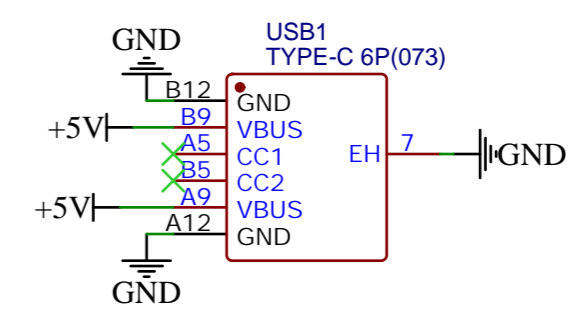 USB1
TYPE-C 6P(073)
GND
B12 GND
+5V B9 VBUS
A5 CC1 EH 7 GND
B5 CC2
+5V A9 VBUS
A12 GND
GND